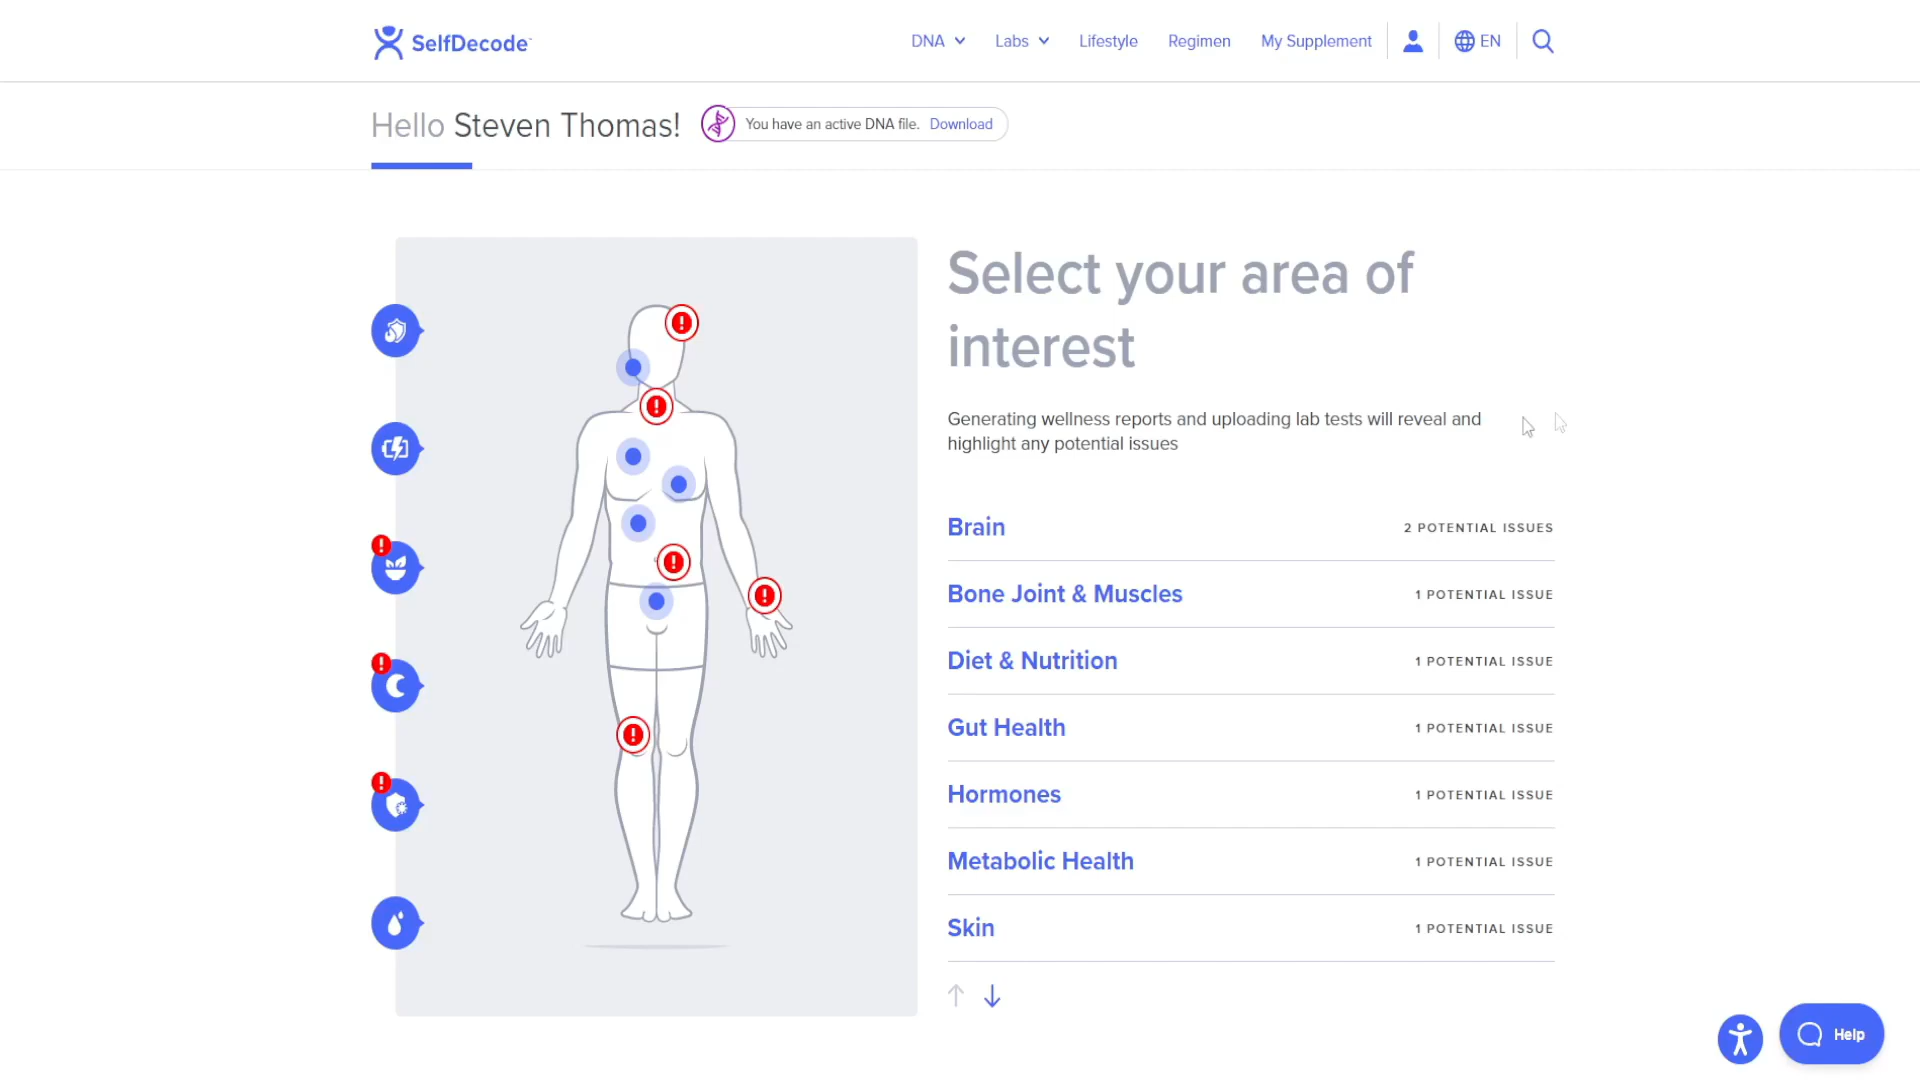 SelfDecode
DNA
Labs
Lifestyle
Regimen
My Supplement
EN
Hello Steven Thomas!
You have an active DNA file. Download
Select your area of
interest
Generating wellness reports and uploading lab tests will reveal and
highlight any potential issues
Brain 2 POTENTIAL ISSUES
Bone Joint & Muscles 1 POTENTIAL ISSUE
Diet & Nutrition 1 POTENTIAL ISSUE
Gut Health 1 POTENTIAL ISSUE
Hormones 1 POTENTIAL ISSUE
Metabolic Health 1 POTENTIAL ISSUE
Skin 1 POTENTIAL ISSUE
Help